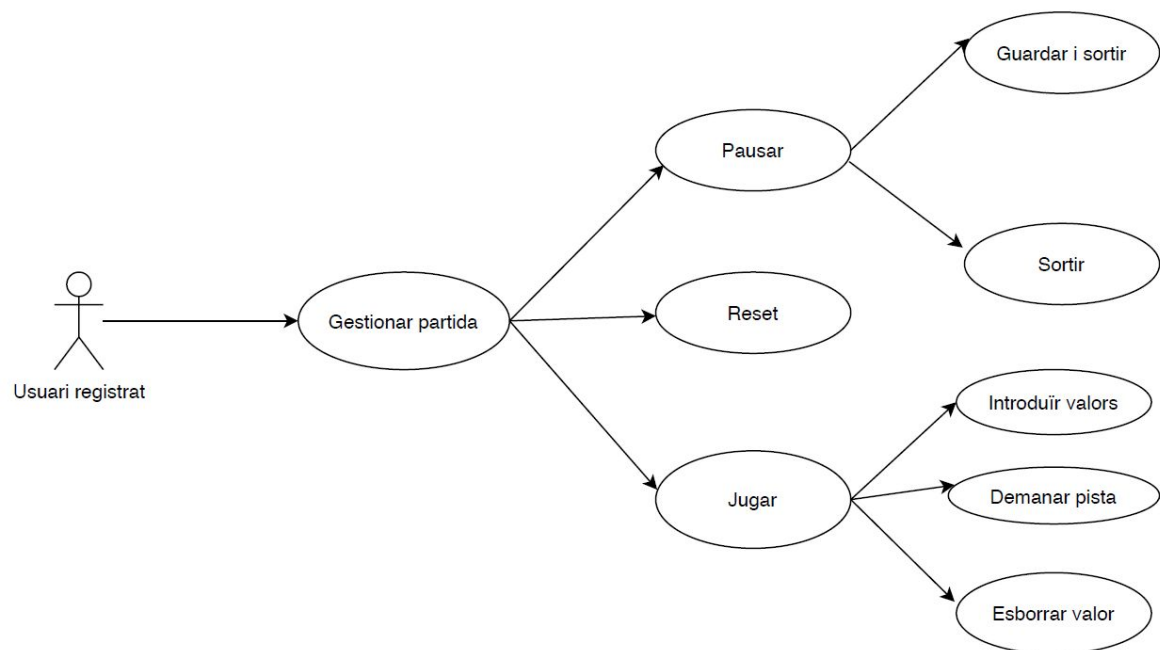 Guardar i sortir
Pausar
Sortir
Usuari registrat
Gestionar partida
Reset
Introduïr valors
Jugar
Demanar pista
Esborrar valor